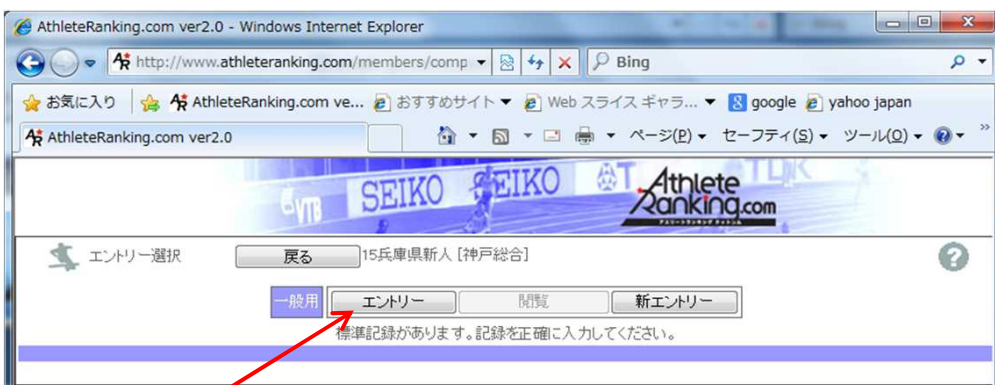 AthleteRanking.com ver2.0 - Windows Internet Explorer
http://www.athleteranking.com/members/comp Bing
お気に入り AthleteRanking.com ve... おすすめサイト ▼ Web スライス ギャラ... ▼ google yahoo japan
AthleteRanking.com ver2.0 ページ(P) ▼ セーフティ(S) ▼ ツール(O) ▼ »
VTB SEIKO SEIKO TDK Athlete Ranking.com
エントリー選択 戻る 15兵庫県新人 [神戸総合] ?
一般用 エントリー 閲覧 新エントリー
標準記録があります。記録を正確に入力してください。